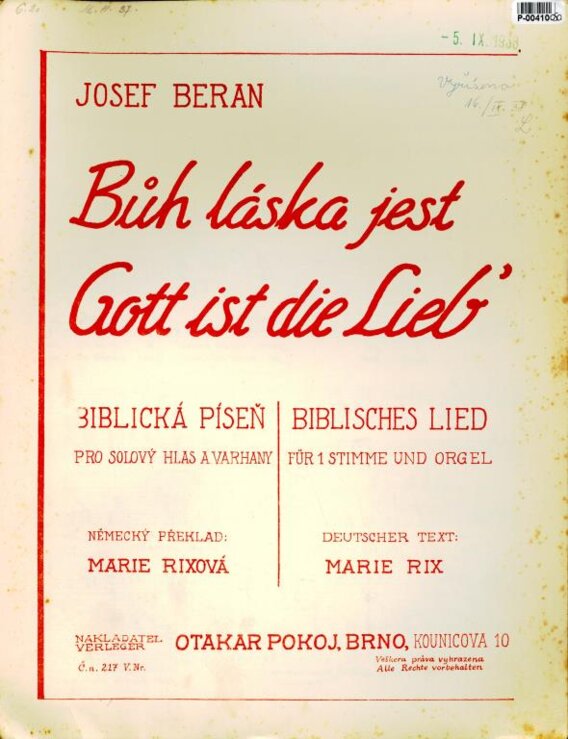 P-004100
- 5. IX. 1938
JOSEF BERAN
Bůh láska jest
Gott ist die Lieb'
BIBLICKÁ PÍSEŇ
PRO SOLOVÝ HLAS A VARHANY
NĚMECKÝ PŘEKLAD:
MARIE RIXOVÁ
BIBLISCHES LIED
FÜR 1 STIMME UND ORGEL
DEUTSCHER TEXT:
MARIE RIX
NAKLADATEL
VERLEGER
OTAKAR POKOJ, BRNO, KOUNICOVA 10
Č.n. 217 V.Nr.
Veškera práva vyhrazena
Alle Rechte vorbehalten